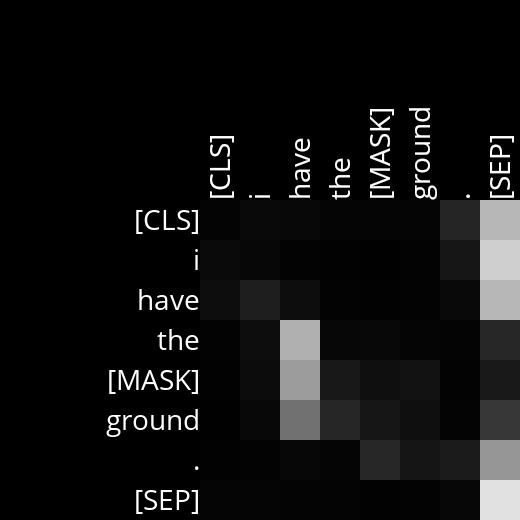 [CLS] i have the [MASK] ground . [SEP]
[CLS]
i
have
the
[MASK]
ground
.
[SEP]